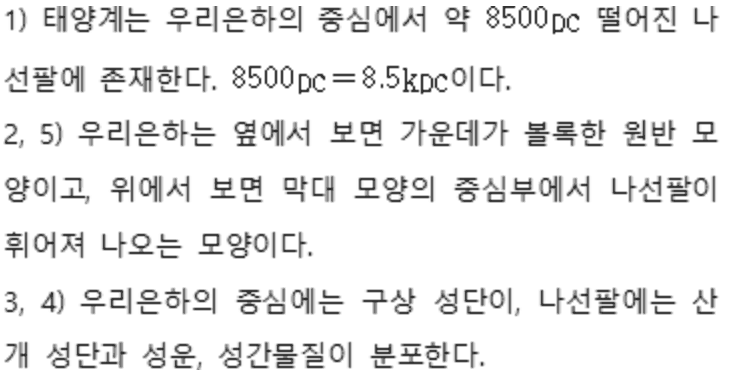 1) 태양계는 우리은하의 중심에서 약 8500pc 떨어진 나
선팔에 존재한다. 8500pc＝8.5kpc이다.
2, 5) 우리은하는 옆에서 보면 가운데가 볼록한 원반 모
양이고, 위에서 보면 막대 모양의 중심부에서 나선팔이
휘어져 나오는 모양이다.
3, 4) 우리은하의 중심에는 구상 성단이, 나선팔에는 산
개 성단과 성운, 성간물질이 분포한다.